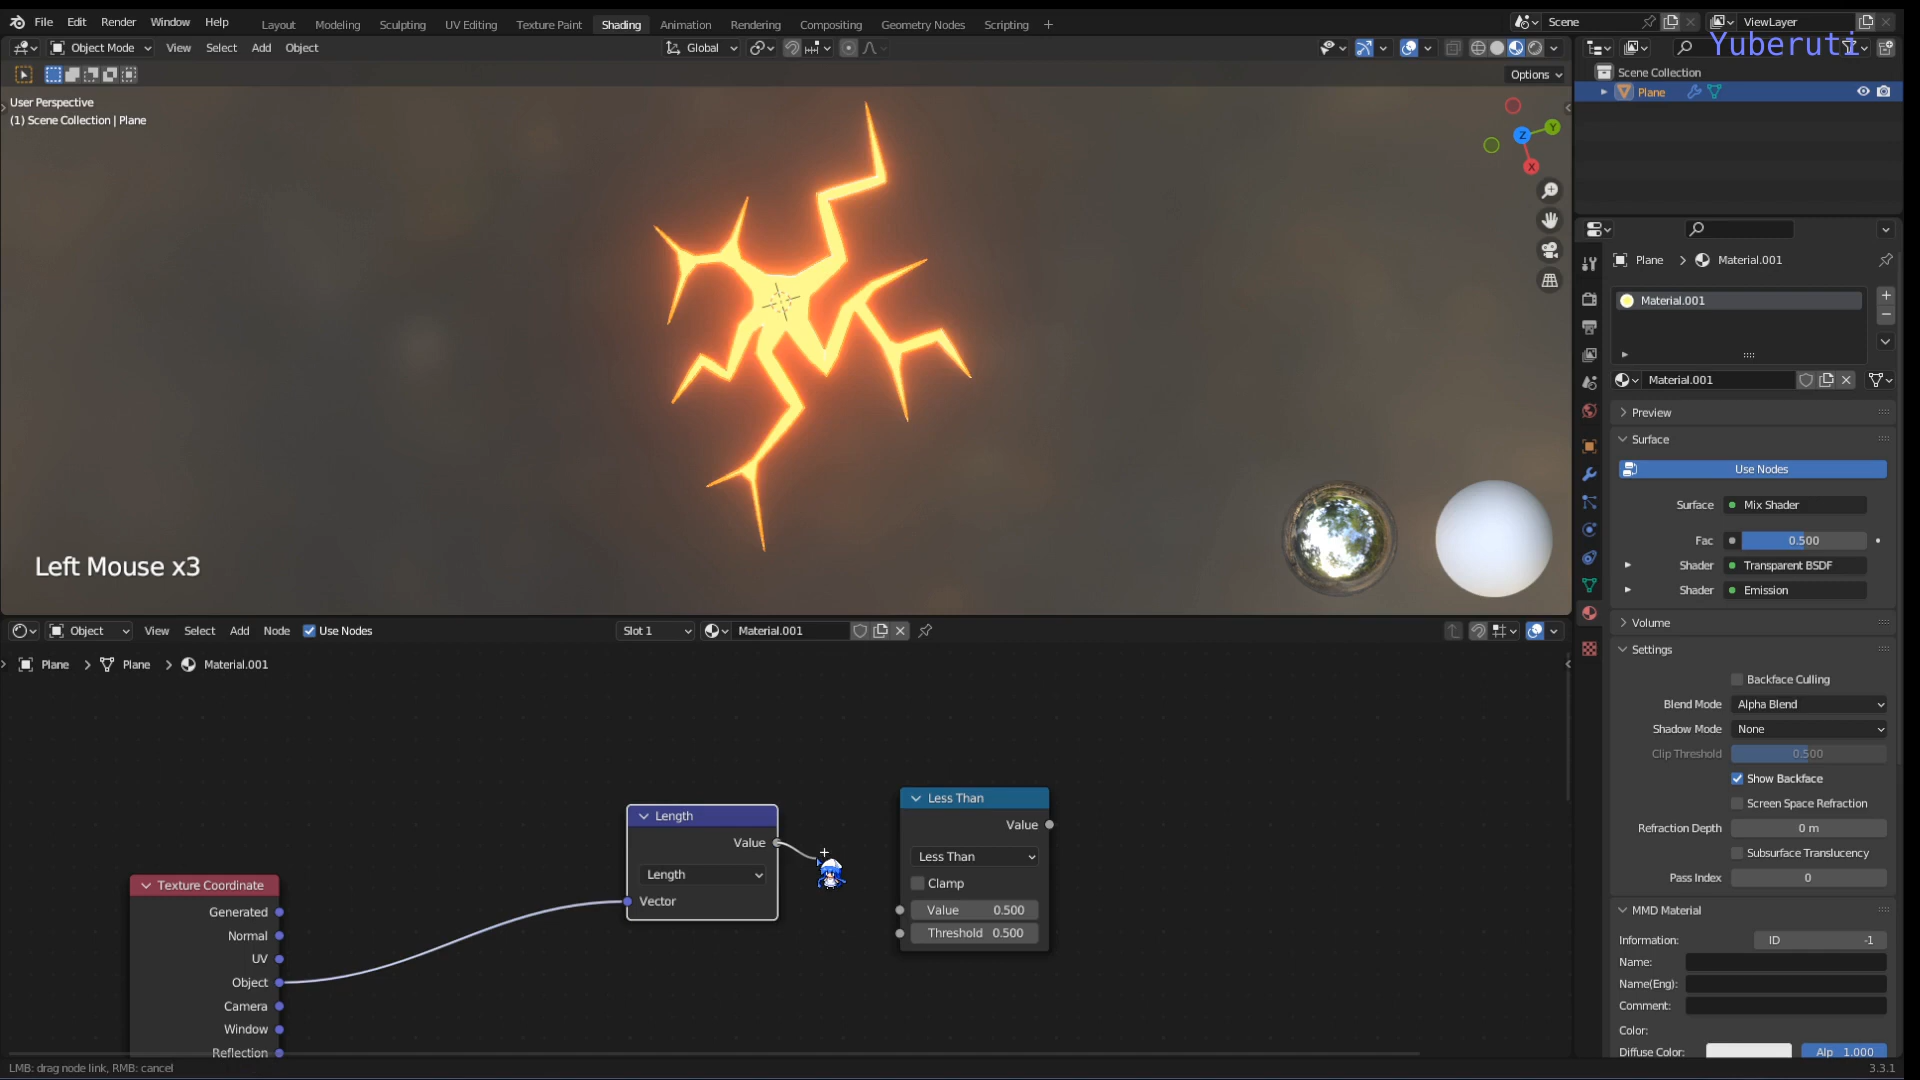 File Edit Render Window Help Layout Modeling Sculpting UV Editing Texture Paint Shading Animation Rendering Compositing Geometry Nodes Scripting + Scene ViewLayer
Object Mode View Select Add Object Global
Yuberuti
Options
User Perspective
(1) Scene Collection | Plane
Scene Collection
Plane
Y
Z
X
Left Mouse x3
Plane > Material.001
Material.001
Material.001
Preview
Surface
Use Nodes
Surface Mix Shader
Fac 0.500
Shader Transparent BSDF
Shader Emission
Volume
Settings
Backface Culling
Blend Mode Alpha Blend
Shadow Mode None
Clip Threshold 0.500
Show Backface
Screen Space Refraction
Refraction Depth 0 m
Subsurface Translucency
Pass Index 0
MMD Material
Information: ID -1
Name:
Name(Eng):
Comment:
Color:
Diffuse Color: Alp 1.000
Object View Select Add Node Use Nodes Slot 1 Material.001
Plane > Plane > Material.001
Texture Coordinate
Generated
Normal
UV
Object
Camera
Window
Reflection
Length
Value
Length
Vector
Less Than
Value
Less Than
Clamp
Value 0.500
Threshold 0.500
LMB: drag node link, RMB: cancel
3.3.1